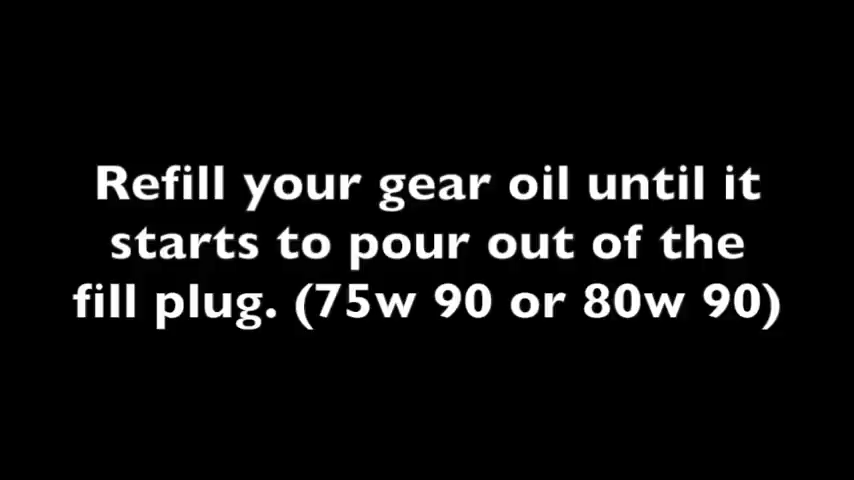 Refill your gear oil until it
starts to pour out of the
fill plug. (75w 90 or 80w 90)